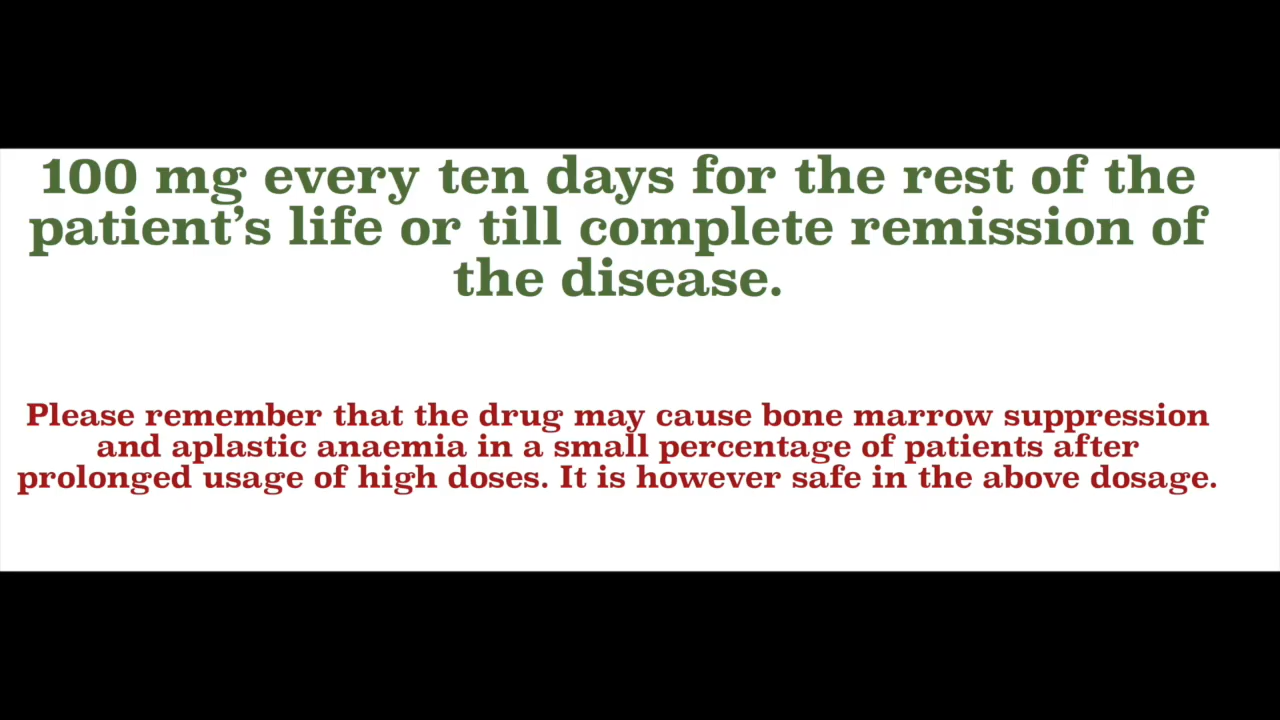 100 mg every ten days for the rest of the
patient’s life or till complete remission of
the disease.
Please remember that the drug may cause bone marrow suppression
and aplastic anaemia in a small percentage of patients after
prolonged usage of high doses. It is however safe in the above dosage.